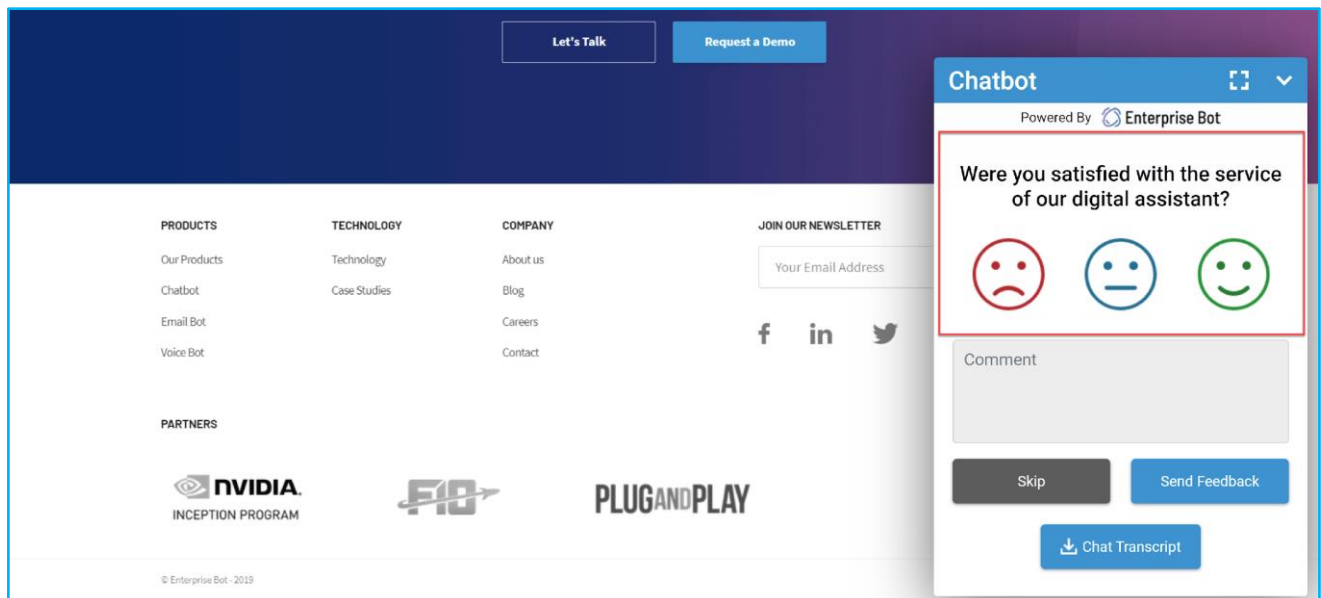 Let's Talk
Request a Demo
PRODUCTS
Our Products
Chatbot
Email Bot
Voice Bot
TECHNOLOGY
Technology
Case Studies
COMPANY
About us
Blog
Careers
Contact
JOIN OUR NEWSLETTER
Your Email Address
f in
PARTNERS
NVIDIA.
INCEPTION PROGRAM
F10
PLUGANDPLAY
© Enterprise Bot - 2019
Chatbot
Powered By Enterprise Bot
Were you satisfied with the service
of our digital assistant?
Comment
Skip
Send Feedback
Chat Transcript